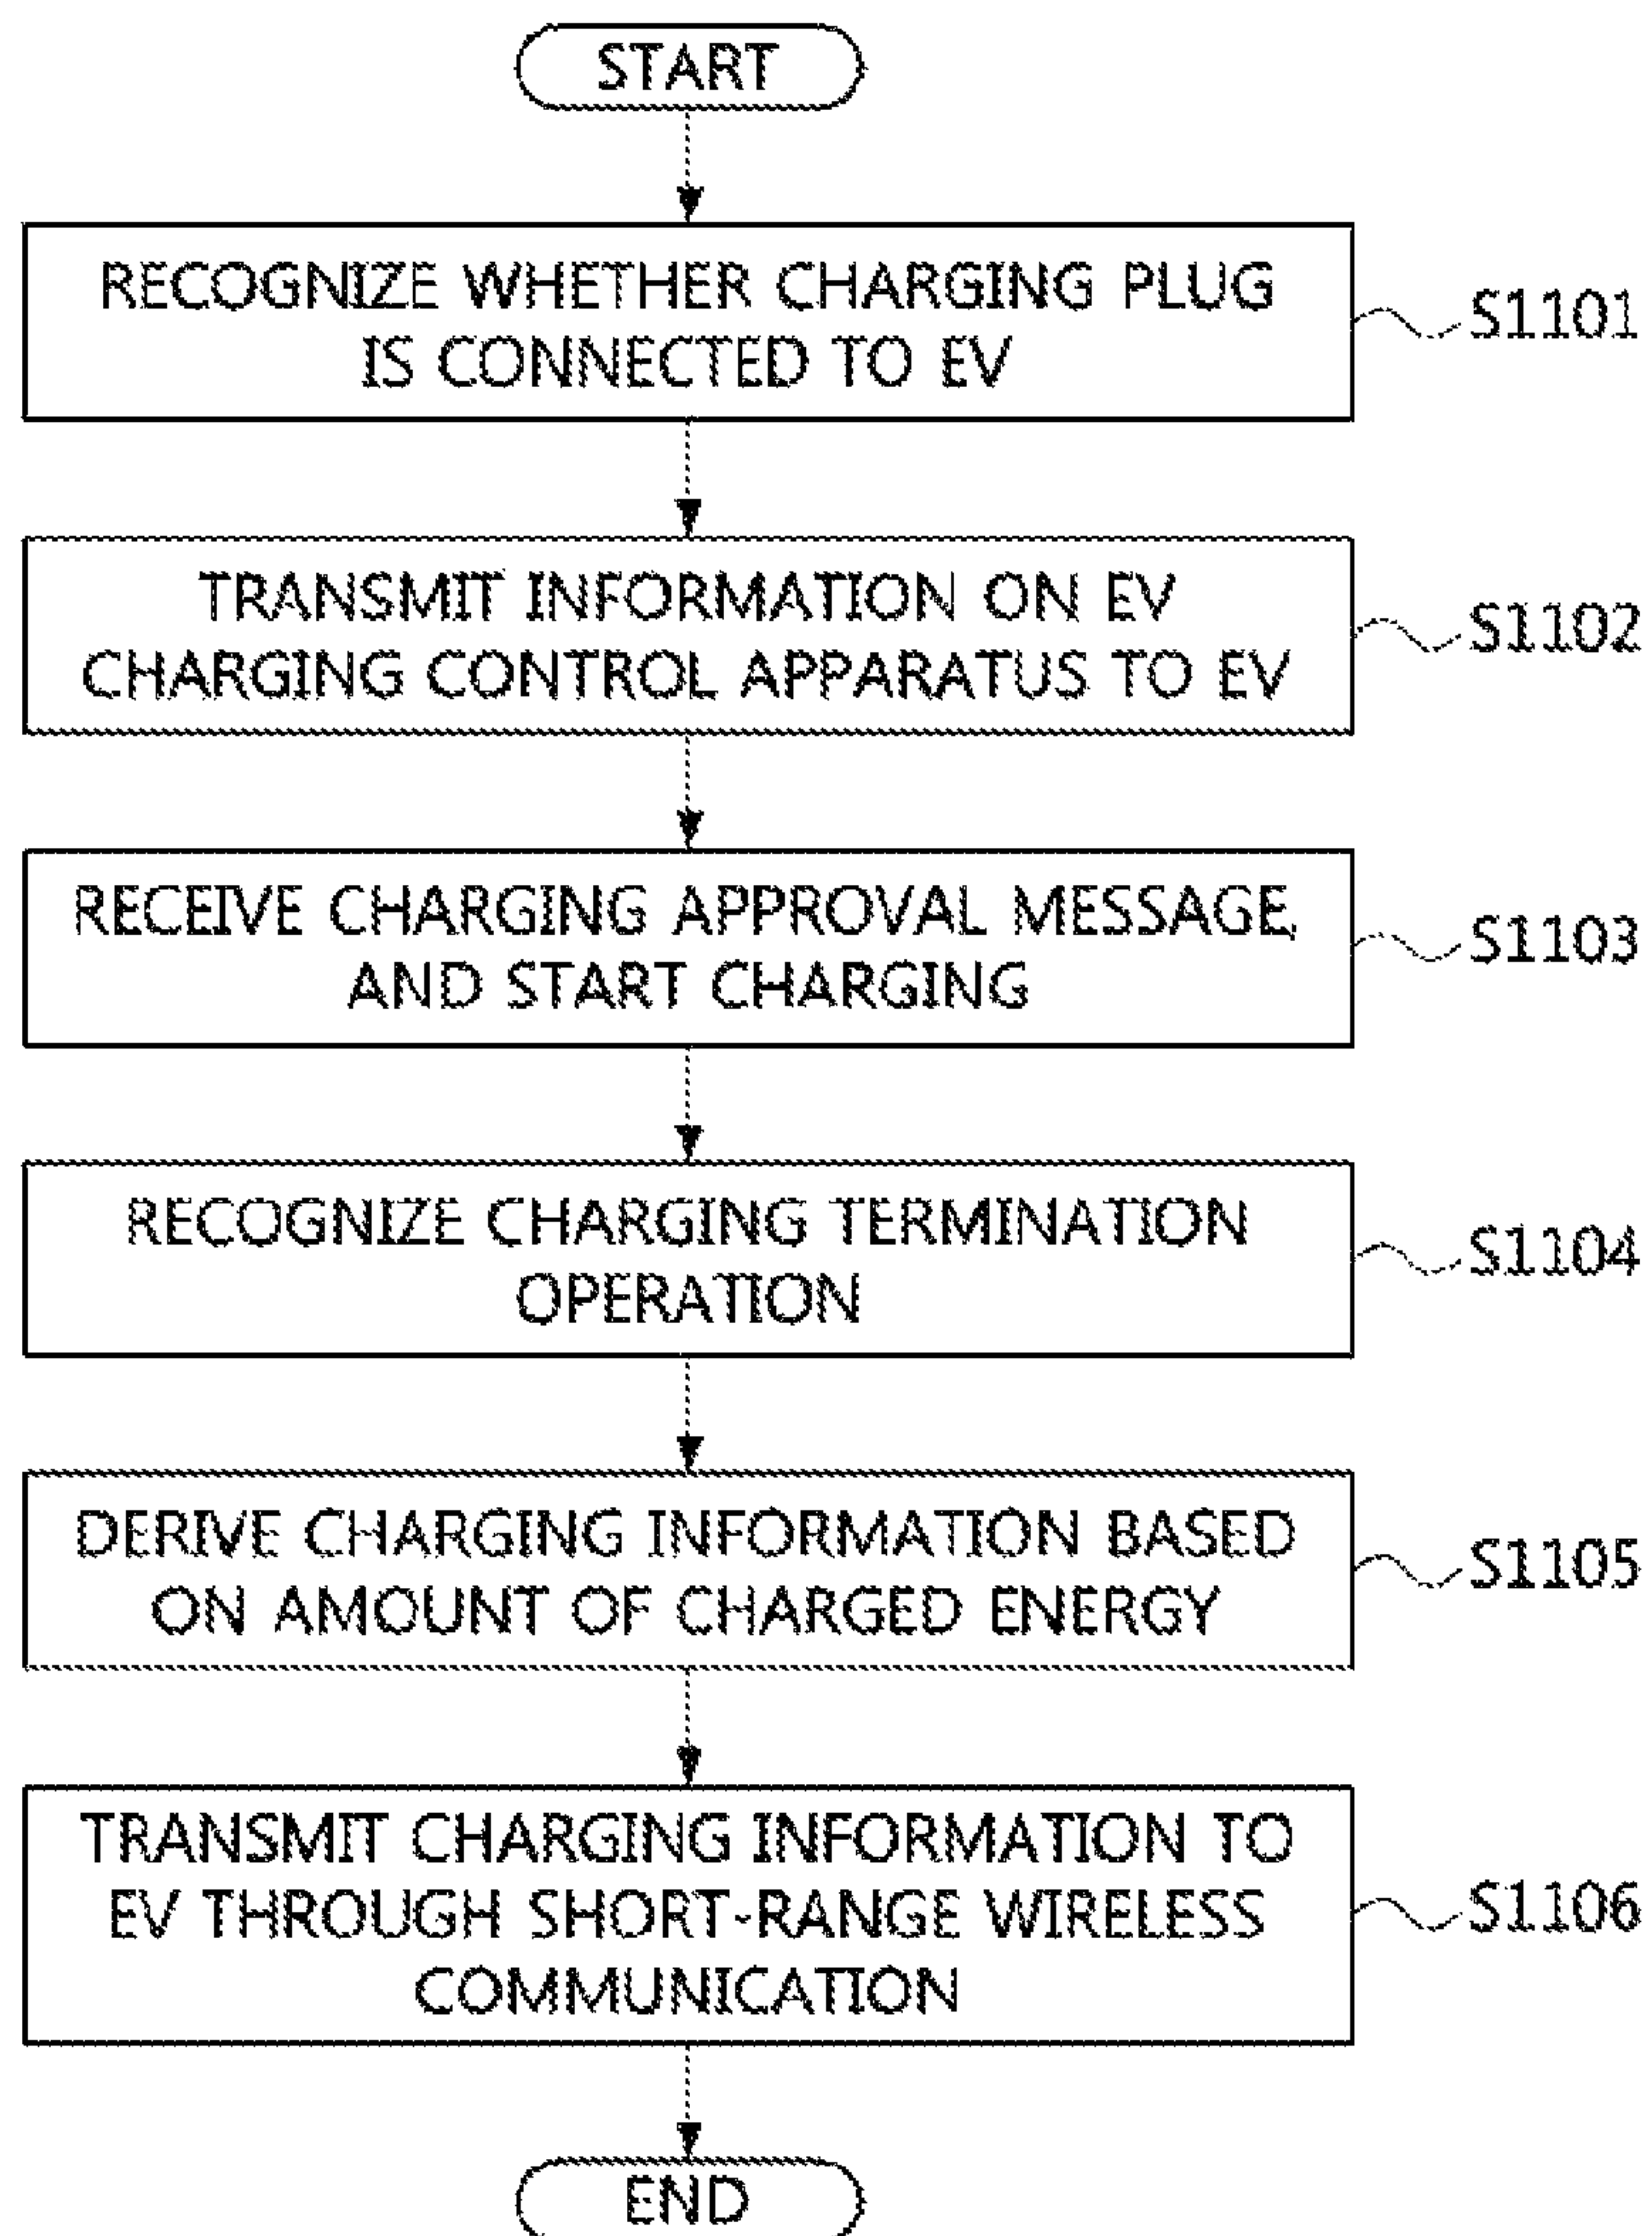 START
RECOGNIZE WHETHER CHARGING PLUG
IS CONNECTED TO EV
S1101
TRANSMIT INFORMATION ON EV
CHARGING CONTROL APPARATUS TO EV
S1102
RECEIVE CHARGING APPROVAL MESSAGE,
AND START CHARGING
S1103
RECOGNIZE CHARGING TERMINATION
OPERATION
S1104
DERIVE CHARGING INFORMATION BASED
ON AMOUNT OF CHARGED ENERGY
S1105
TRANSMIT CHARGING INFORMATION TO
EV THROUGH SHORT-RANGE WIRELESS
COMMUNICATION
S1106
END